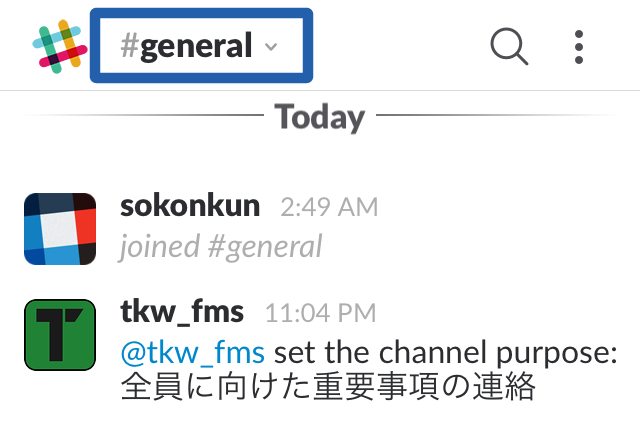 #general
Today
sokonkun 2:49 AM
joined #general
T
tkw_fms 11:04 PM
@tkw_fms set the channel purpose:
全員に向けた重要事項の連絡